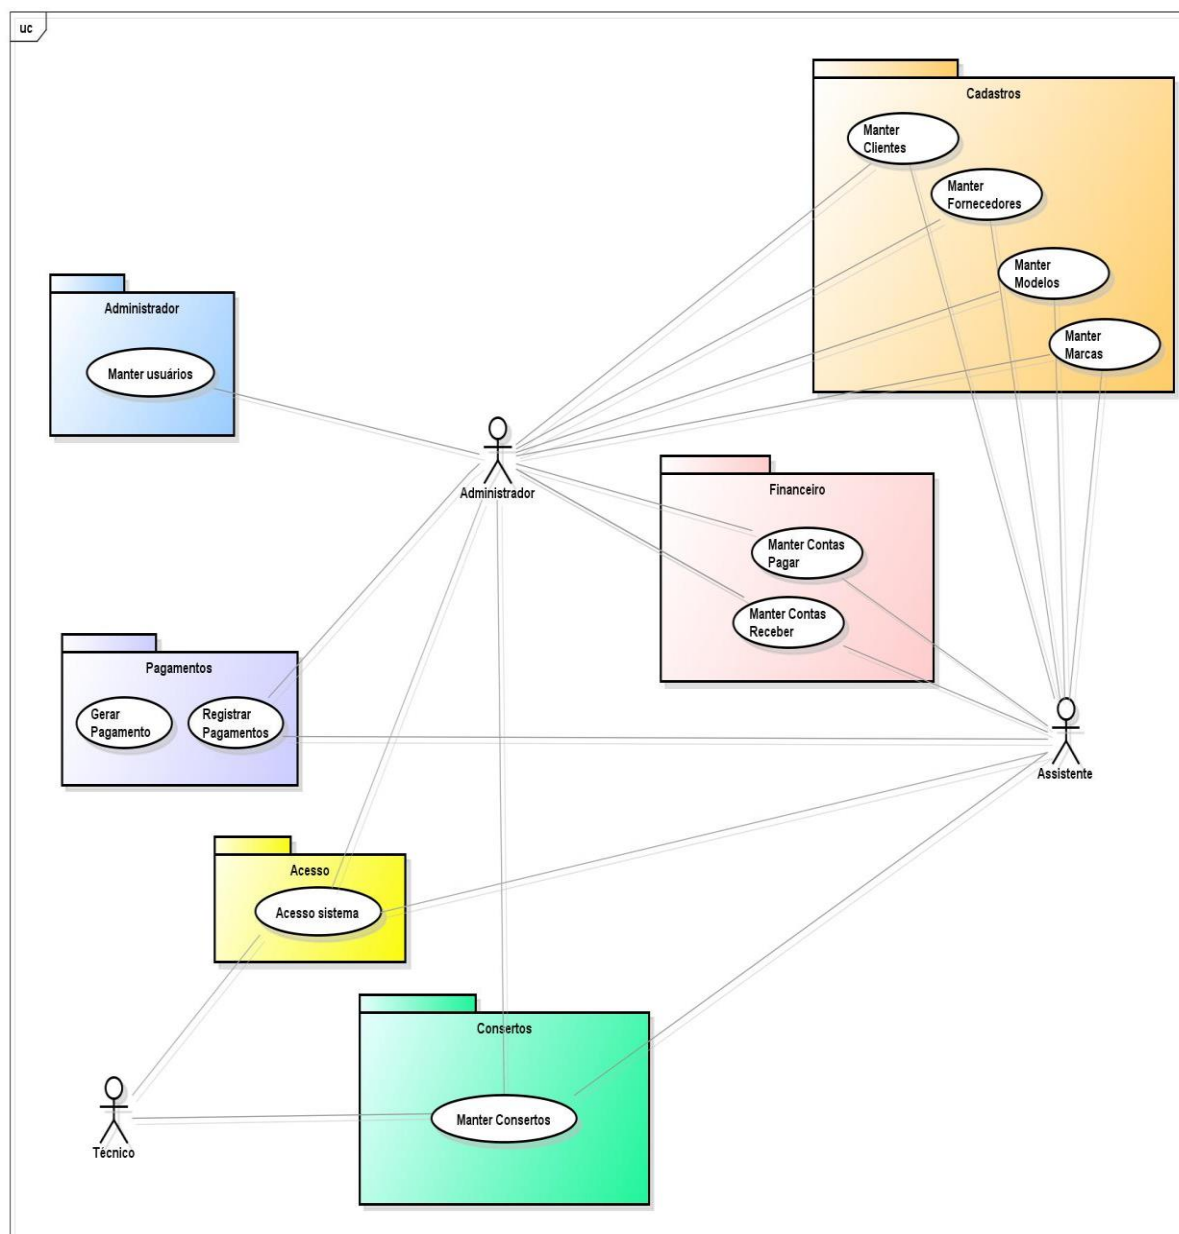 uc
Cadastros
Manter
Clientes
Manter
Fornecedores
Manter
Modelos
Manter
Marcas
Administrador
Manter usuários
Administrador
Financeiro
Manter Contas
Pagar
Manter Contas
Receber
Pagamentos
Gerar
Pagamento
Registrar
Pagamentos
Assistente
Acesso
Acesso sistema
Consertos
Manter Consertos
Técnico